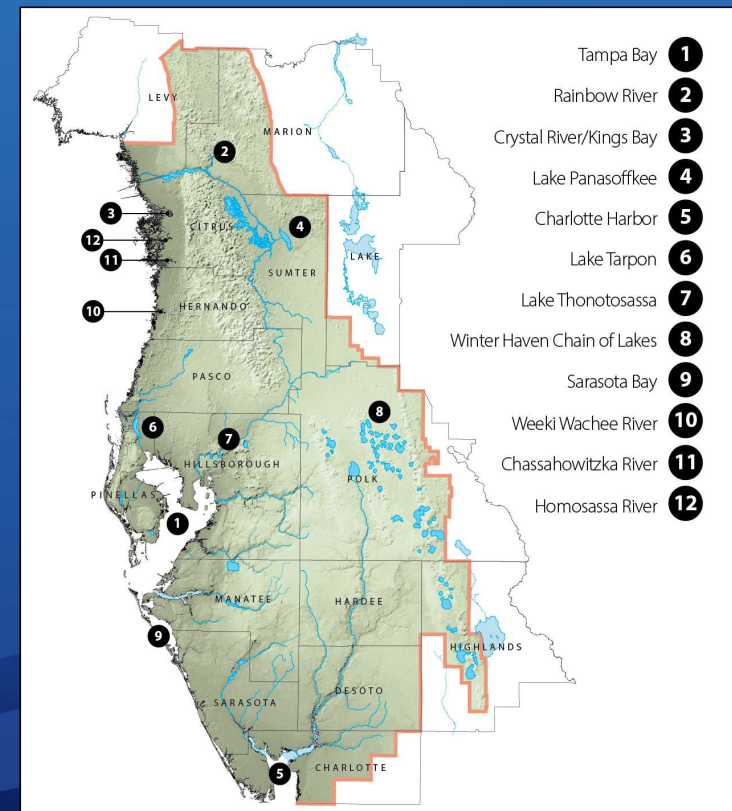 Tampa Bay 1
Rainbow River 2
Crystal River/Kings Bay 3
Lake Panasoffkee 4
Charlotte Harbor 5
Lake Tarpon 6
Lake Thonotosassa 7
Winter Haven Chain of Lakes 8
Sarasota Bay 9
Weeki Wachee River 10
Chassahowitzka River 11
Homosassa River 12
LEVY
MARION
2
3
CITRUS
4
12
11
LAKE
SUMTER
10
HERNANDO
PASCO
8
6
7
HILLSBOROUGH
POLK
PINELLAS
1
MANATEE
HARDEE
9
HIGHLANDS
DESOTO
SARASOTA
5
CHARLOTTE